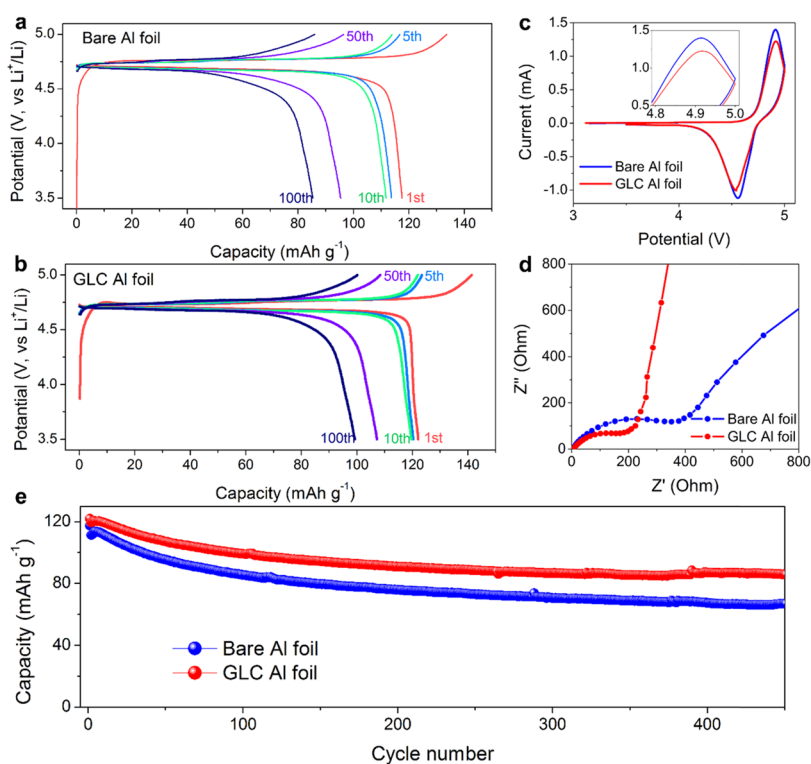 a
Bare Al foil
50th
5th
100th
10th
1st
5.0
4.5
4.0
3.5
Potential (V, vs Li⁺/Li)
0 20 40 60 80 100 120 140
Capacity (mAh g⁻¹)
b
GLC Al foil
50th
5th
100th
10th
1st
5.0
4.5
4.0
3.5
Potential (V, vs Li⁺/Li)
0 20 40 60 80 100 120 140
Capacity (mAh g⁻¹)
c
1.5
1.0
0.5
0.0
-0.5
-1.0
Current (mA)
1.5
1.0
0.5
4.8 4.9 5.0
Bare Al foil
GLC Al foil
3 4 5
Potential (V)
d
800
600
400
200
0
Z" (Ohm)
Bare Al foil
GLC Al foil
0 200 400 600 800
Z' (Ohm)
e
120
80
40
0
Capacity (mAh g⁻¹)
Bare Al foil
GLC Al foil
0 100 200 300 400
Cycle number